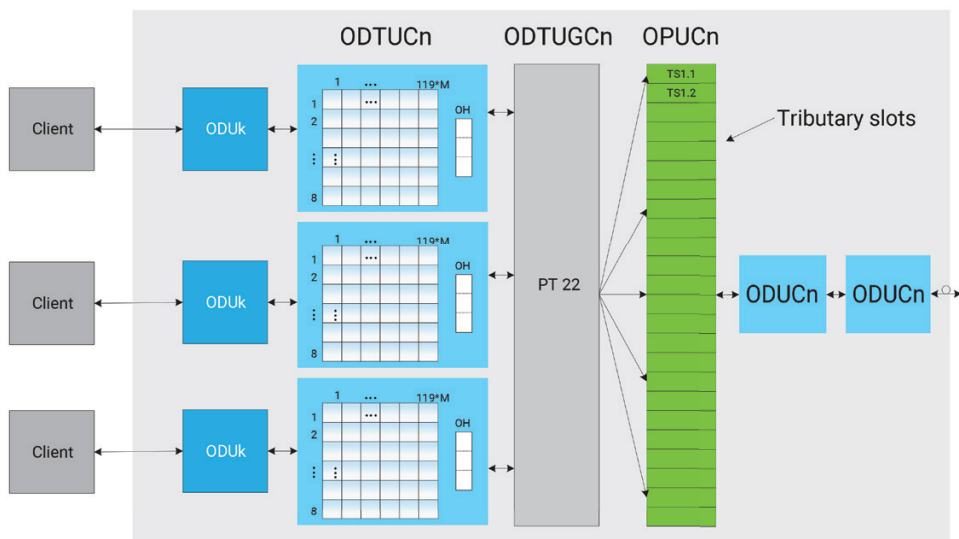 ODTUCn
ODTUGCn
OPUCn
Client
ODUk
1 ... 119*M
1
...
2
⋮ ⋮
8
OH
TS1.1
TS1.2
Tributary slots
Client
ODUk
1 ... 119*M
1
...
2
⋮ ⋮
8
OH
PT 22
ODUCn
ODUCn
Client
ODUk
1 ... 119*M
1
...
2
⋮ ⋮
8
OH